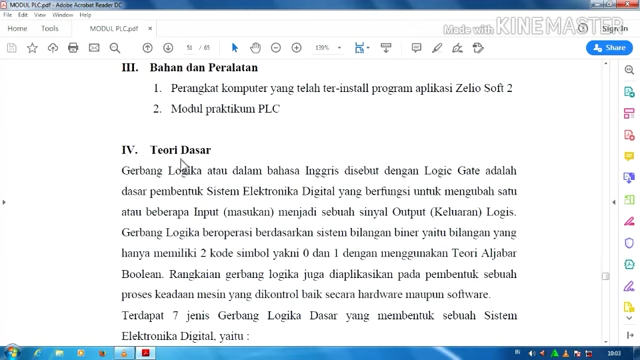 MODUL PLC.pdf - Adobe Acrobat Reader DC
File Edit View Window Help
Made with KINEMASTER
Home Tools MODUL PLC.pdf Sign In
51 / 65 139% Share
III. Bahan dan Peralatan
1. Perangkat komputer yang telah ter-install program aplikasi Zelio Soft 2
2. Modul praktikum PLC
IV. Teori Dasar
Gerbang Logika atau dalam bahasa Inggris disebut dengan Logic Gate adalah
dasar pembentuk Sistem Elektronika Digital yang berfungsi untuk mengubah satu
atau beberapa Input (masukan) menjadi sebuah sinyal Output (Keluaran) Logis.
Gerbang Logika beroperasi berdasarkan sistem bilangan biner yaitu bilangan yang
hanya memiliki 2 kode simbol yakni 0 dan 1 dengan menggunakan Teori Aljabar
Boolean. Rangkaian gerbang logika juga diaplikasikan pada pembentuk sebuah
proses keadaan mesin yang dikontrol baik secara hardware maupun software.
Terdapat 7 jenis Gerbang Logika Dasar yang membentuk sebuah Sistem
Elektronika Digital, yaitu :
IN 10:03